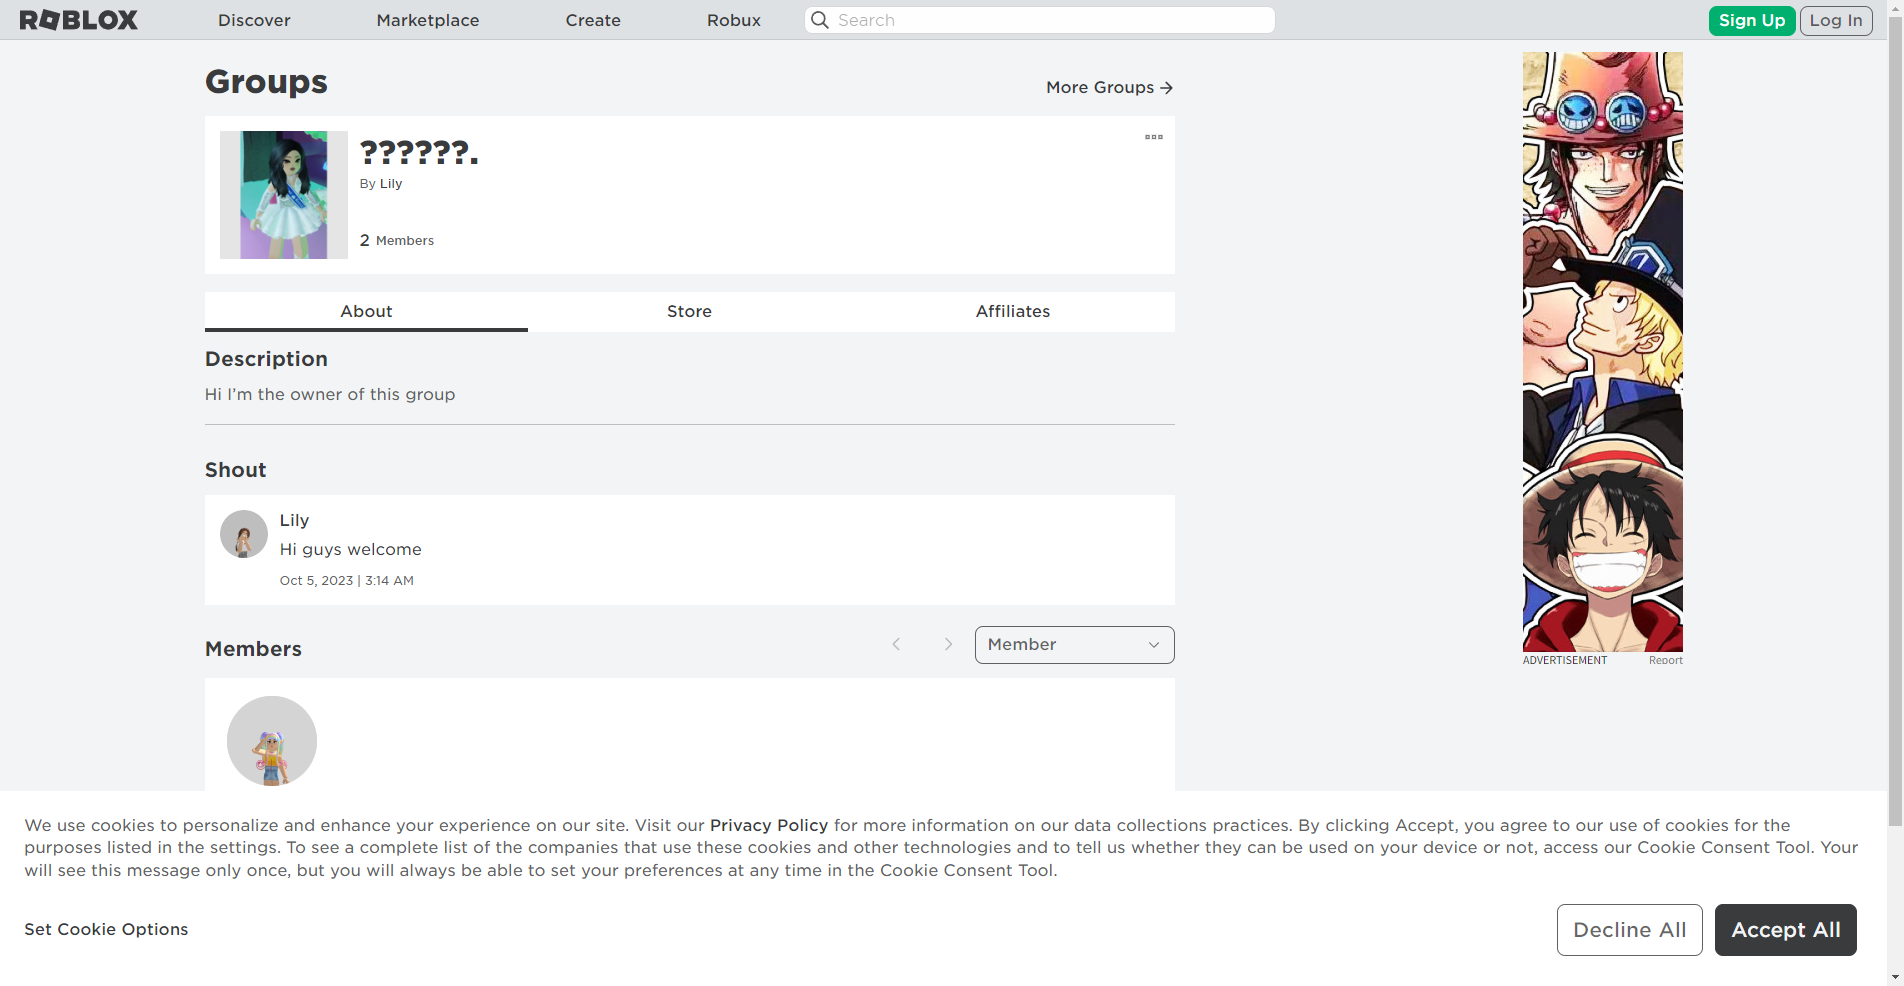 ROBLOX Discover Marketplace Create Robux Search Sign Up Log In
Groups
More Groups
??????.
By Lily
2 Members
About Store Affiliates
Description
Hi I'm the owner of this group
Shout
Lily
Hi guys welcome
Oct 5, 2023 | 3:14 AM
Members
Member
ADVERTISEMENT Report
We use cookies to personalize and enhance your experience on our site. Visit our Privacy Policy for more information on our data collections practices. By clicking Accept, you agree to our use of cookies for the
purposes listed in the settings. To see a complete list of the companies that use these cookies and other technologies and to tell us whether they can be used on your device or not, access our Cookie Consent Tool. Your
will see this message only once, but you will always be able to set your preferences at any time in the Cookie Consent Tool.
Set Cookie Options
Decline All
Accept All